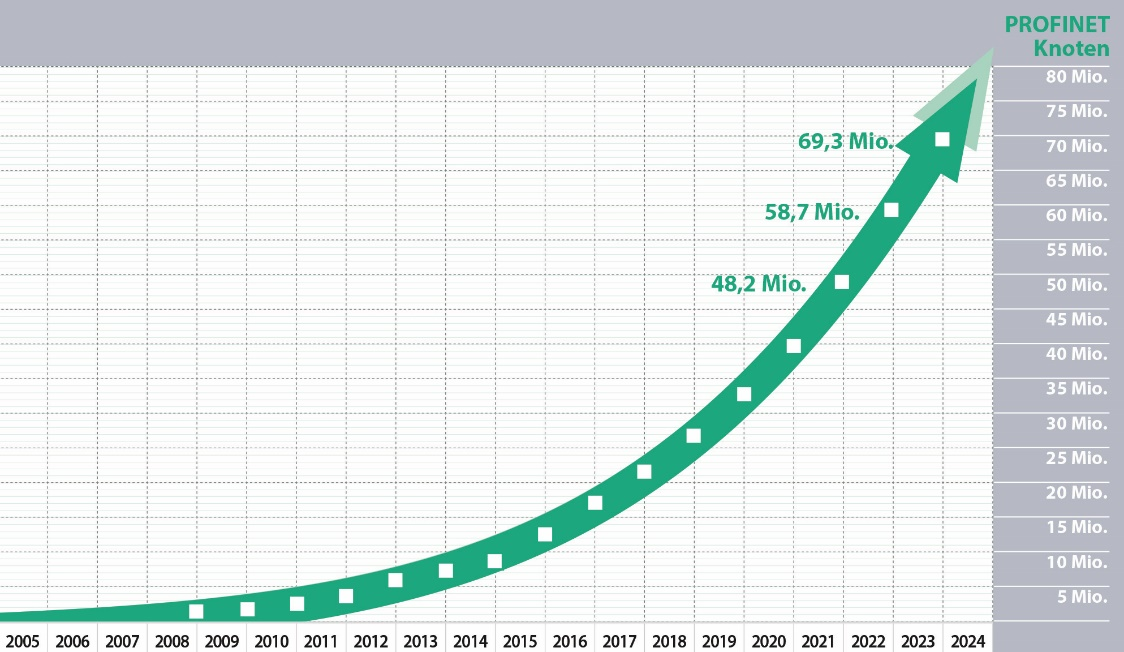 PROFINET
Knoten
80 Mio.
75 Mio.
69,3 Mio.
70 Mio.
65 Mio.
58,7 Mio.
60 Mio.
55 Mio.
48,2 Mio.
50 Mio.
45 Mio.
40 Mio.
35 Mio.
30 Mio.
25 Mio.
20 Mio.
15 Mio.
10 Mio.
5 Mio.
2005 2006 2007 2008 2009 2010 2011 2012 2013 2014 2015 2016 2017 2018 2019 2020 2021 2022 2023 2024